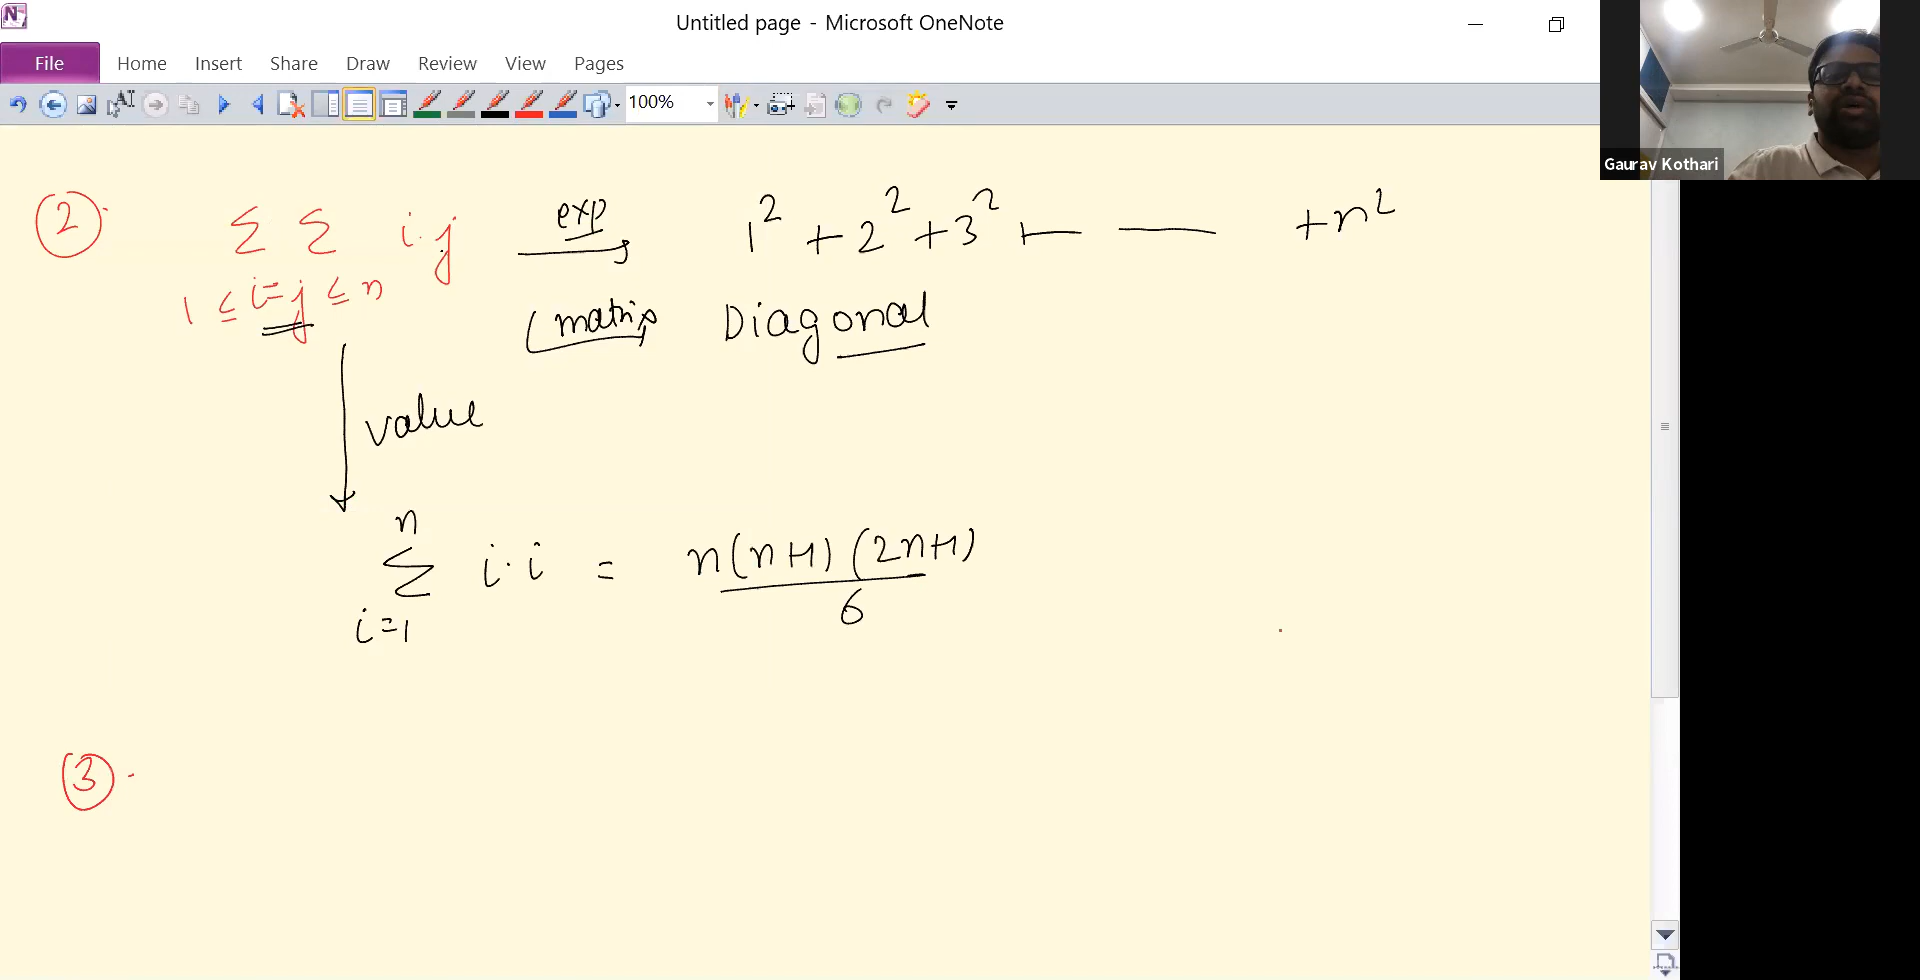 Untitled page - Microsoft OneNote
File Home Insert Share Draw Review View Pages
100%
Gaurav Kothari
② Σ Σ i·j exp → 1² + 2² + 3² + — — + n²
1 ≤ i=j ≤ n
(matrix Diagonal
value
n
Σ i·i = n(n+1)(2n+1)
i=1 6
③